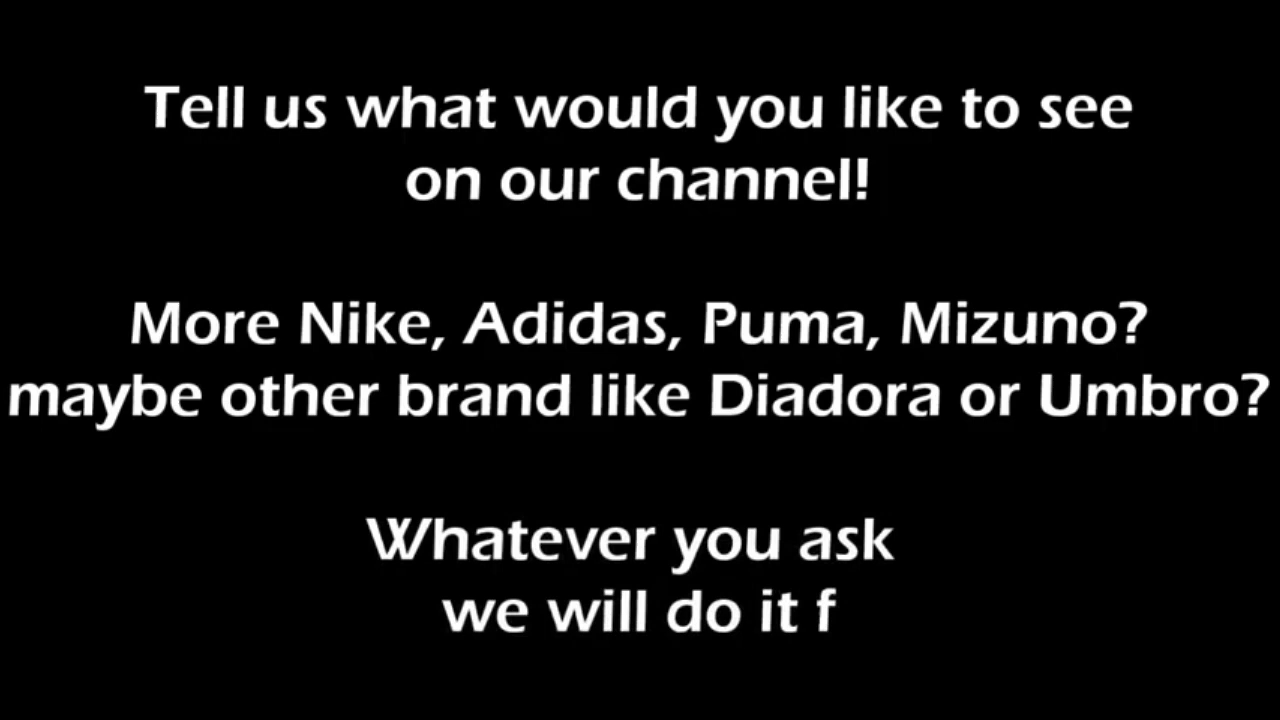 Tell us what would you like to see
on our channel!
More Nike, Adidas, Puma, Mizuno?
maybe other brand like Diadora or Umbro?
Whatever you ask
we will do it f